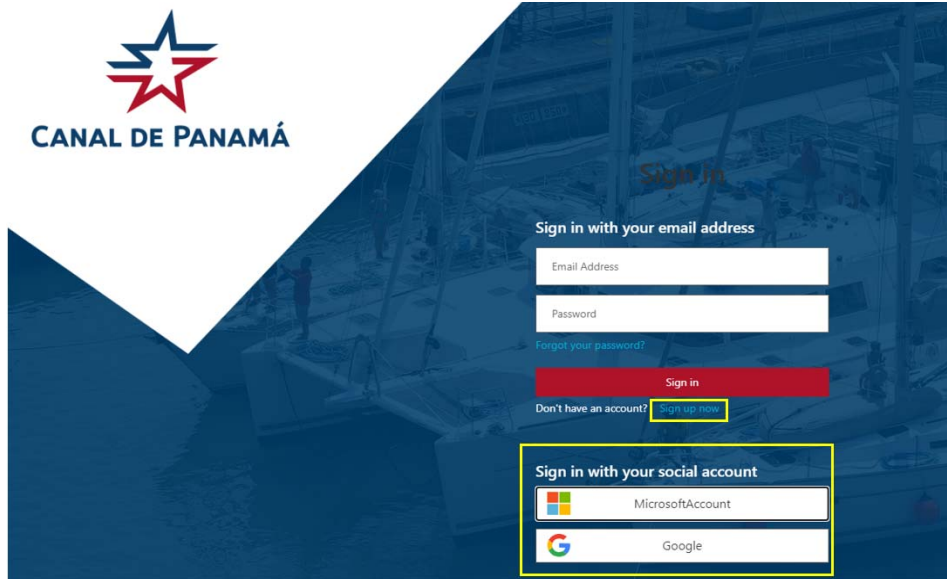 CANAL DE PANAMÁ
Sign in
Sign in with your email address
Email Address
Password
Forgot your password?
Sign in
Don't have an account? Sign up now
Sign in with your social account
MicrosoftAccount
Google